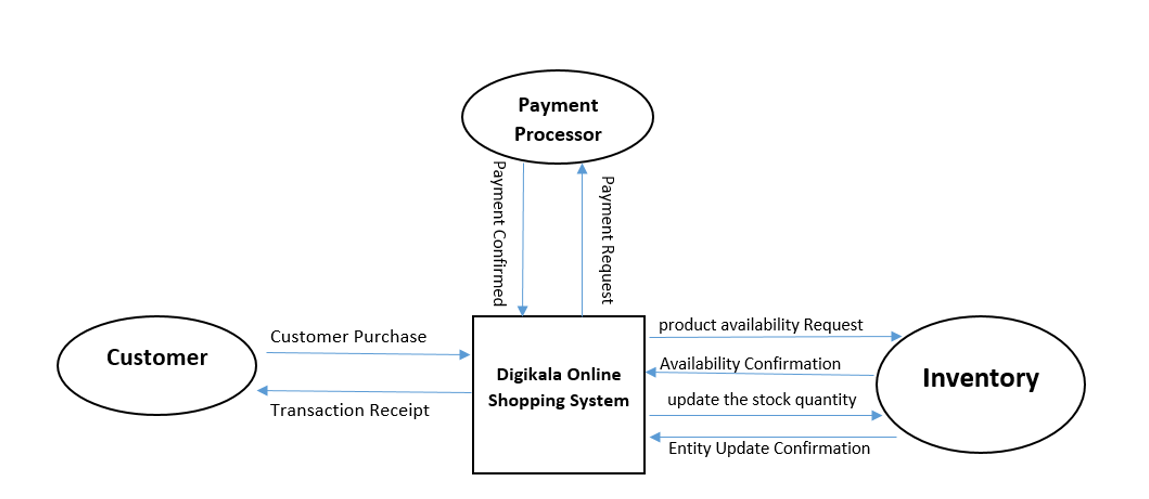 Payment
Processor
Payment Confirmed
Payment Request
Customer
Customer Purchase
Transaction Receipt
Digikala Online
Shopping System
product availability Request
Availability Confirmation
update the stock quantity
Entity Update Confirmation
Inventory